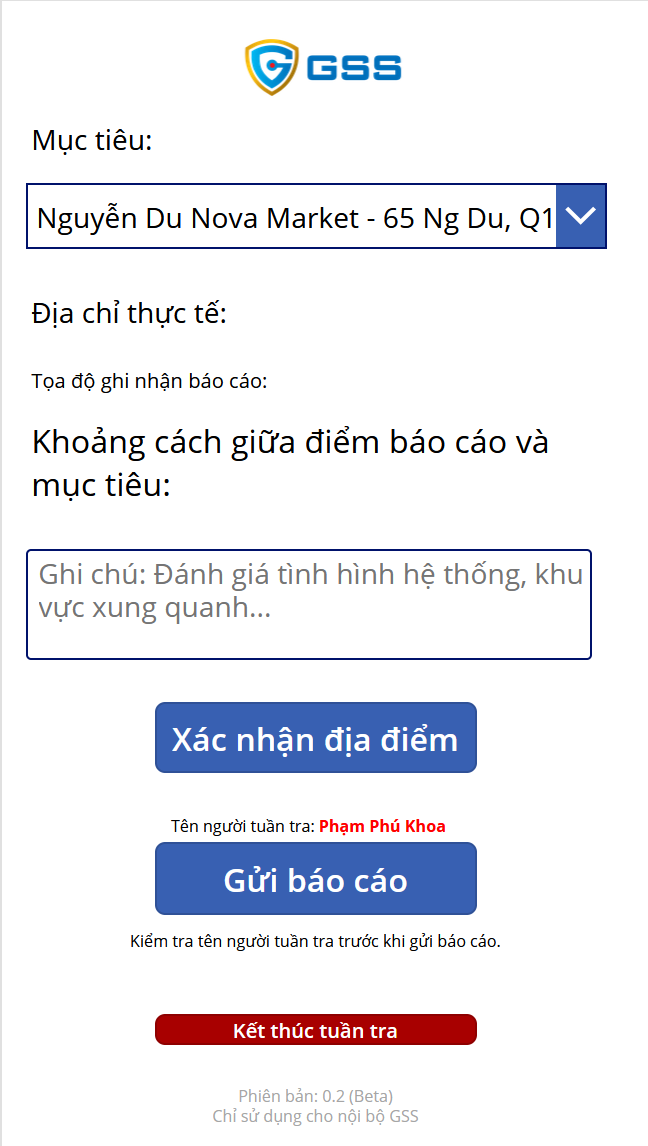 GSS
Mục tiêu:
Nguyễn Du Nova Market - 65 Ng Du, Q1
Địa chỉ thực tế:
Tọa độ ghi nhận báo cáo:
Khoảng cách giữa điểm báo cáo và
mục tiêu:
Ghi chú: Đánh giá tình hình hệ thống, khu
vực xung quanh...
Xác nhận địa điểm
Tên người tuần tra: Phạm Phú Khoa
Gửi báo cáo
Kiểm tra tên người tuần tra trước khi gửi báo cáo.
Kết thúc tuần tra
Phiên bản: 0.2 (Beta)
Chỉ sử dụng cho nội bộ GSS